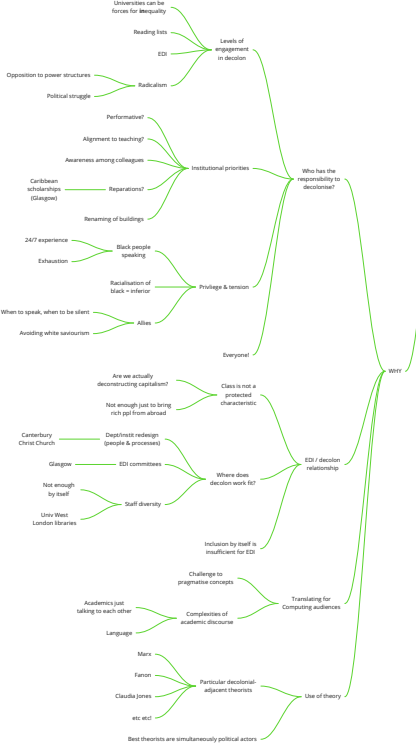 Universities can be
forces for inequality
Reading lists
EDI
Opposition to power structures
Political struggle
Radicalism
Levels of
engagement
in decolon
Performative?
Alignment to teaching?
Awareness among colleagues
Caribbean
scholarships
(Glasgow)
Reparations?
Renaming of buildings
Institutional priorities
24/7 experience
Exhaustion
Black people
speaking
Racialisation of
black = inferior
When to speak, when to be silent
Avoiding white saviourism
Allies
Privilege & tension
Everyone!
Who has the
responsibility to
decolonise?
Are we actually
deconstructing capitalism?
Not enough just to bring
rich ppl from abroad
Class is not a
protected
characteristic
Canterbury
Christ Church
Dept/instit redesign
(people & processes)
Glasgow
EDI committees
Not enough
by itself
Univ West
London libraries
Staff diversity
Where does
decolon work fit?
Inclusion by itself is
insufficient for EDI
EDI / decolon
relationship
Challenge to
pragmatise concepts
Academics just
talking to each other
Language
Complexities of
academic discourse
Translating for
Computing audiences
Marx
Fanon
Claudia Jones
etc etc!
Particular decolonial-
adjacent theorists
Best theorists are simultaneously political actors
Use of theory
WHY